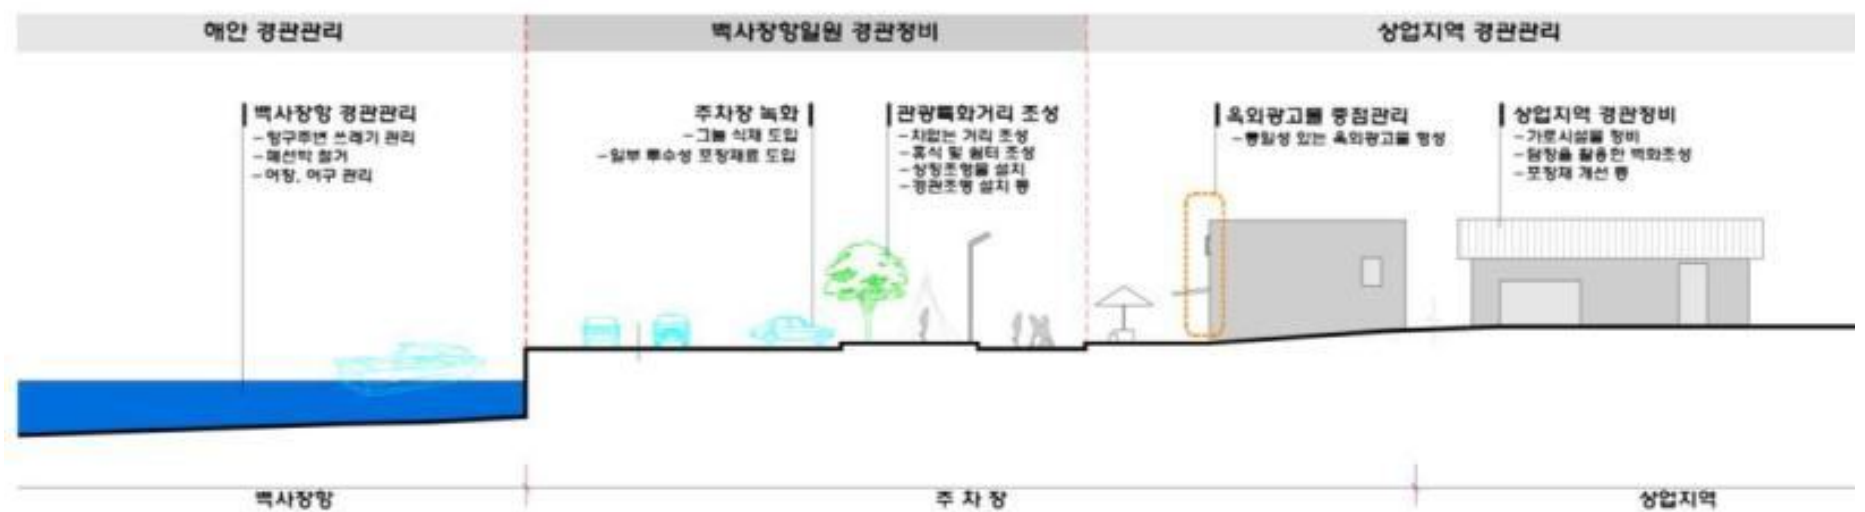 해안 경관관리
백사장항일원 경관정비
상업지역 경관관리
백사장항 경관관리
- 항구주변 쓰레기 관리
- 폐선박 철거
- 어장, 어구 관리
주차장 녹화
- 그늘 식재 도입
- 일부 투수성 포장재료 도입
관광특화거리 조성
- 차없는 거리 조성
- 휴식 및 쉼터 조성
- 상징조형물 설치
- 경관조명 설치 등
옥외광고물 중점관리
- 통일성 있는 옥외광고물 형성
상업지역 경관정비
- 가로시설물 정비
- 담장을 활용한 벽화조성
- 포장재 개선 등
백사장항
주 차 장
상업지역